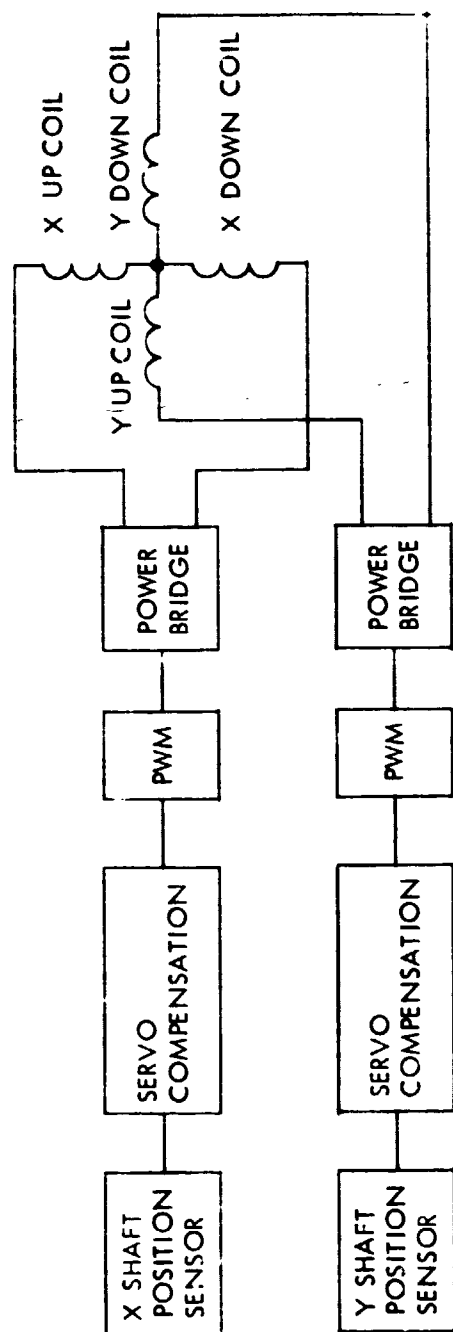 X SHAFT
POSITION
SENSOR
SERVO
COMPENSATION
PWM
POWER
BRIDGE
X UP COIL
Y UP COIL
Y DOWN COIL
X DOWN COIL
Y SHAFT
POSITION
SENSOR
SERVO
COMPENSATION
PWM
POWER
BRIDGE